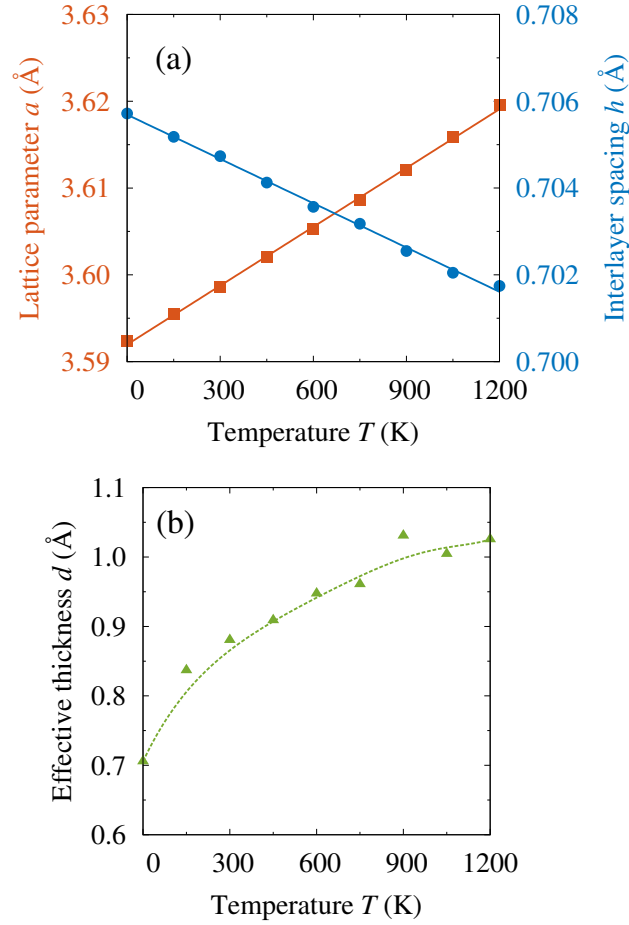 (a)
Lattice parameter a (Å)
3.63
3.62
3.61
3.60
3.59
0.708
0.706
0.704
0.702
0.700
Interlayer spacing h (Å)
0 300 600 900 1200
Temperature T (K)
(b)
Effective thickness d (Å)
1.1
1.0
0.9
0.8
0.7
0.6
0 300 600 900 1200
Temperature T (K)